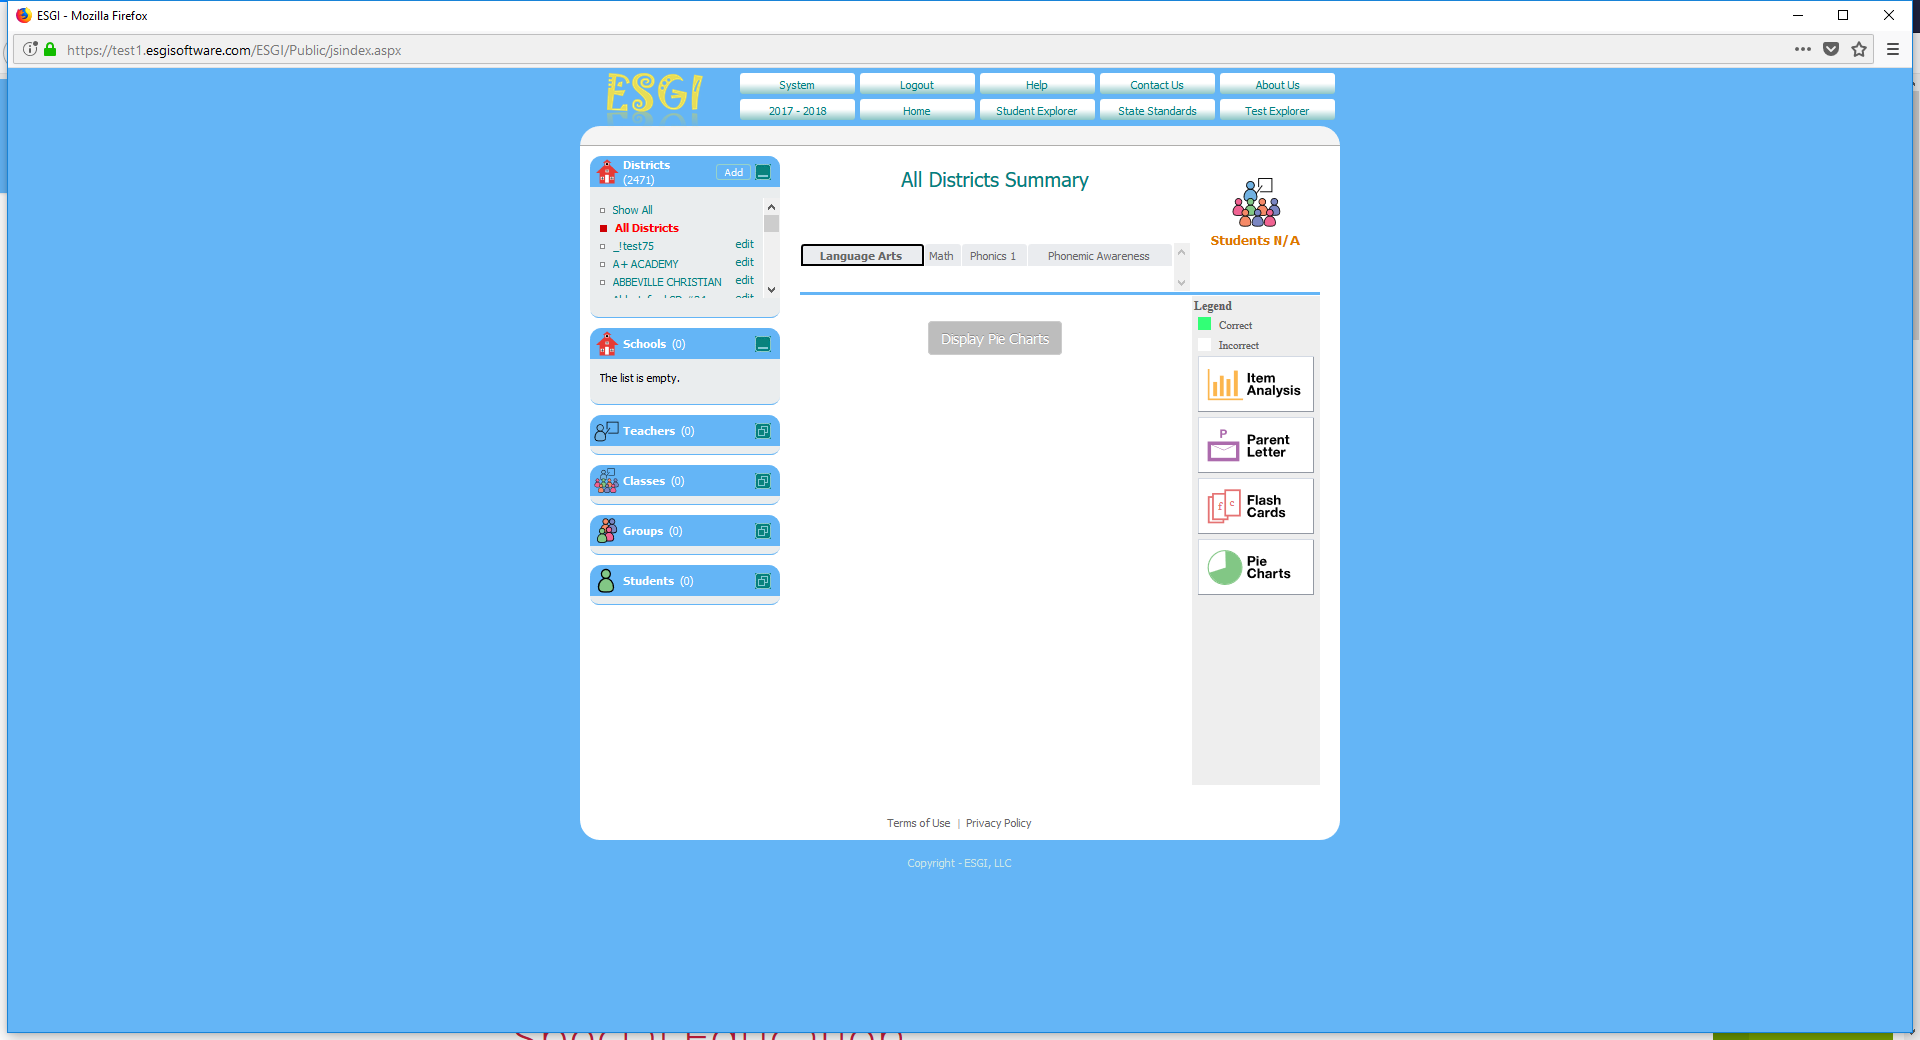 ESGI - Mozilla Firefox
https://test1.esgisoftware.com/ESGI/Public/jsindex.aspx
ESGI
System
Logout
Help
Contact Us
About Us
2017 - 2018
Home
Student Explorer
State Standards
Test Explorer
Districts
(2471)
Add
Show All
All Districts
_!test75 edit
A+ ACADEMY edit
ABBEVILLE CHRISTIAN edit
edit
Schools (0)
The list is empty.
Teachers (0)
Classes (0)
Groups (0)
Students (0)
All Districts Summary
Students N/A
Language Arts
Math
Phonics 1
Phonemic Awareness
Display Pie Charts
Legend
Correct
Incorrect
Item
Analysis
P
Parent
Letter
f c
Flash
Cards
Pie
Charts
Terms of Use | Privacy Policy
Copyright - ESGI, LLC
Special Education